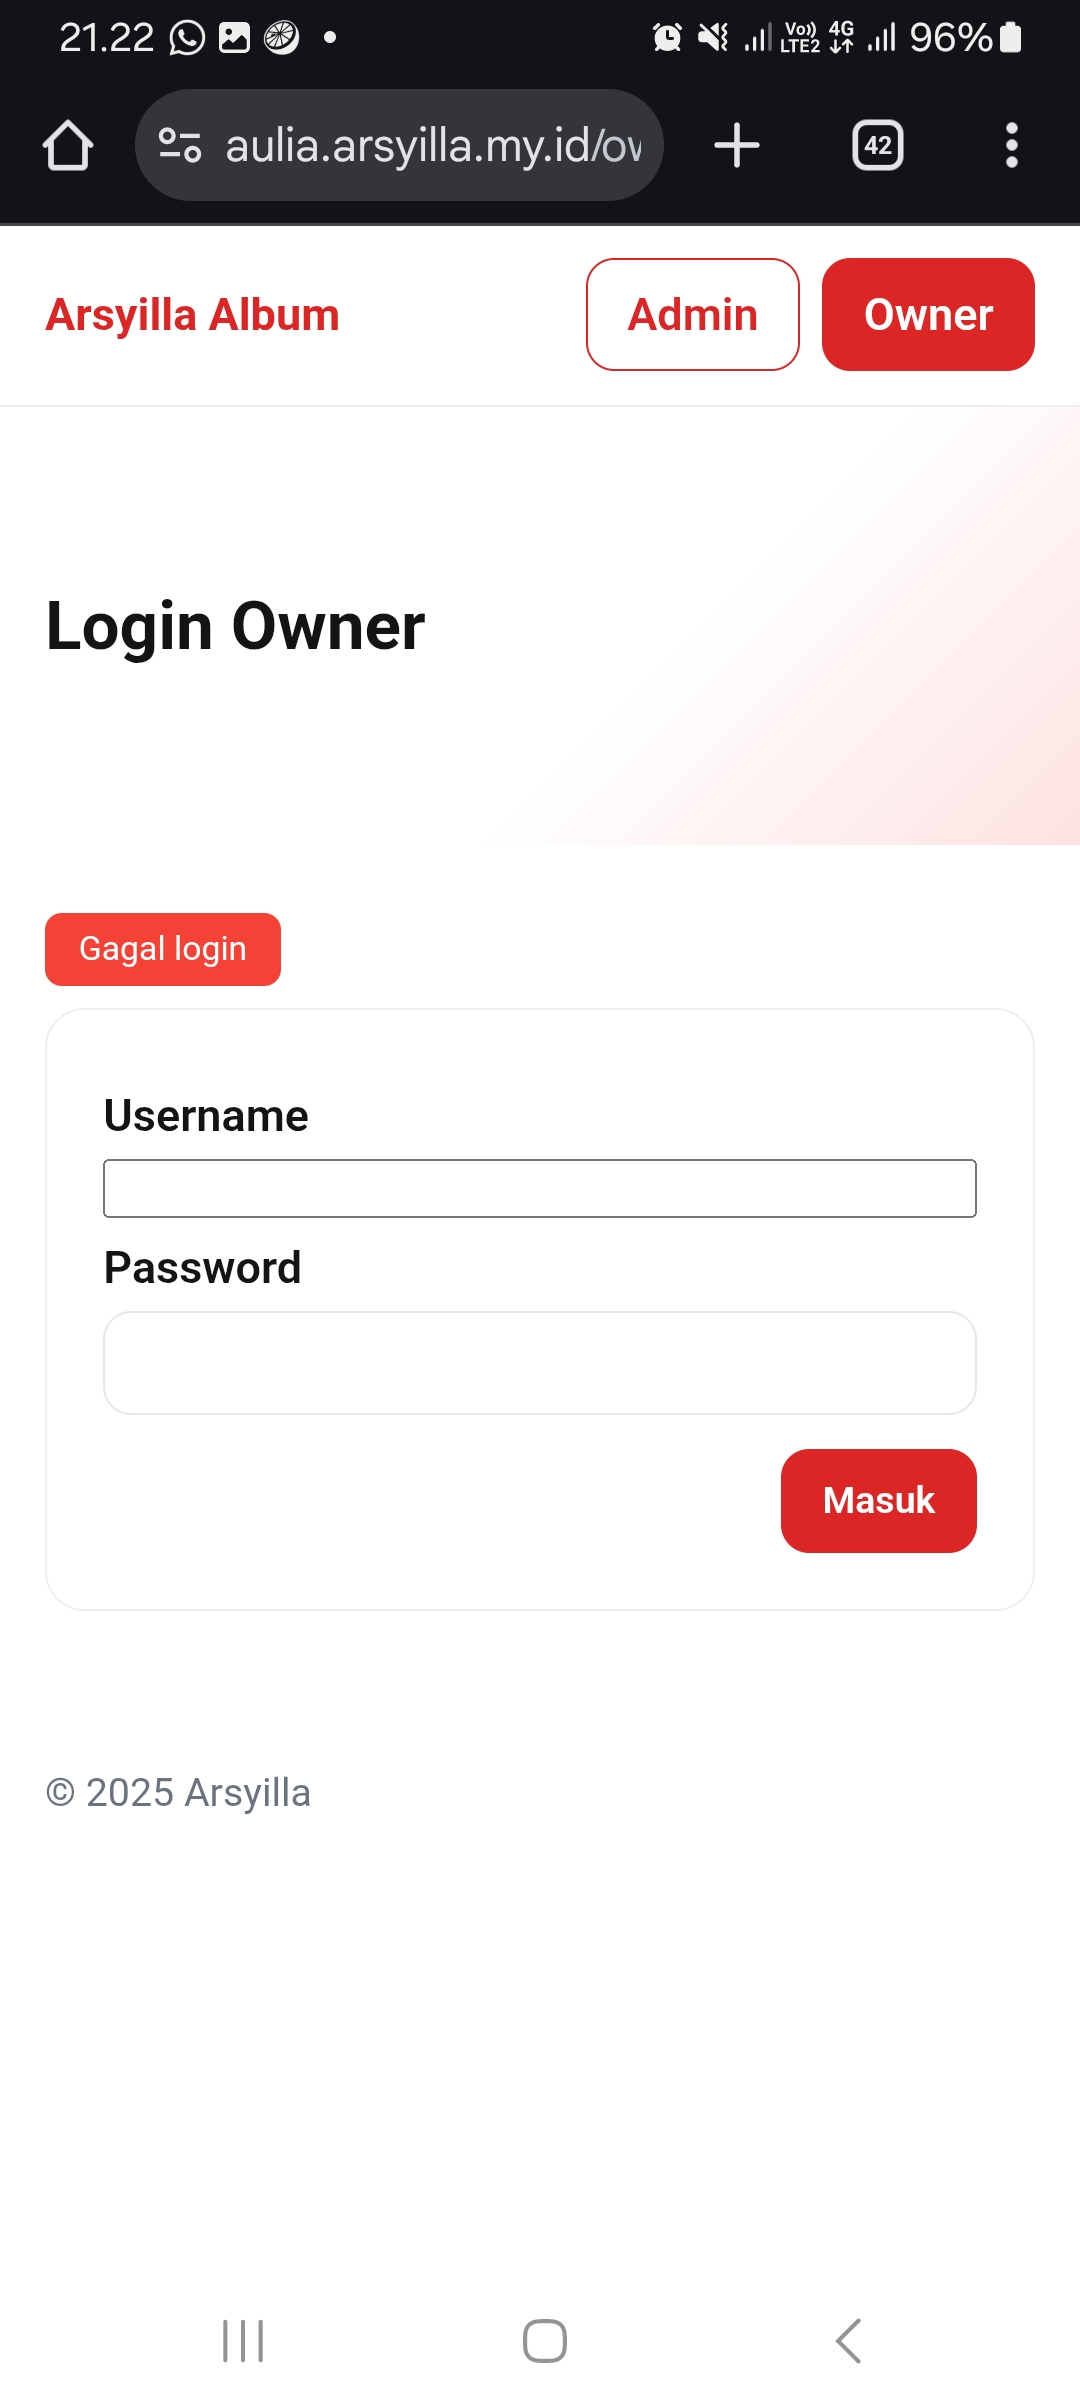 21.22
Vo)) LTE2 4G 96%
aulia.arsyilla.my.id/ov
42
Arsyilla Album
Admin
Owner
Login Owner
Gagal login
Username
Password
Masuk
© 2025 Arsyilla